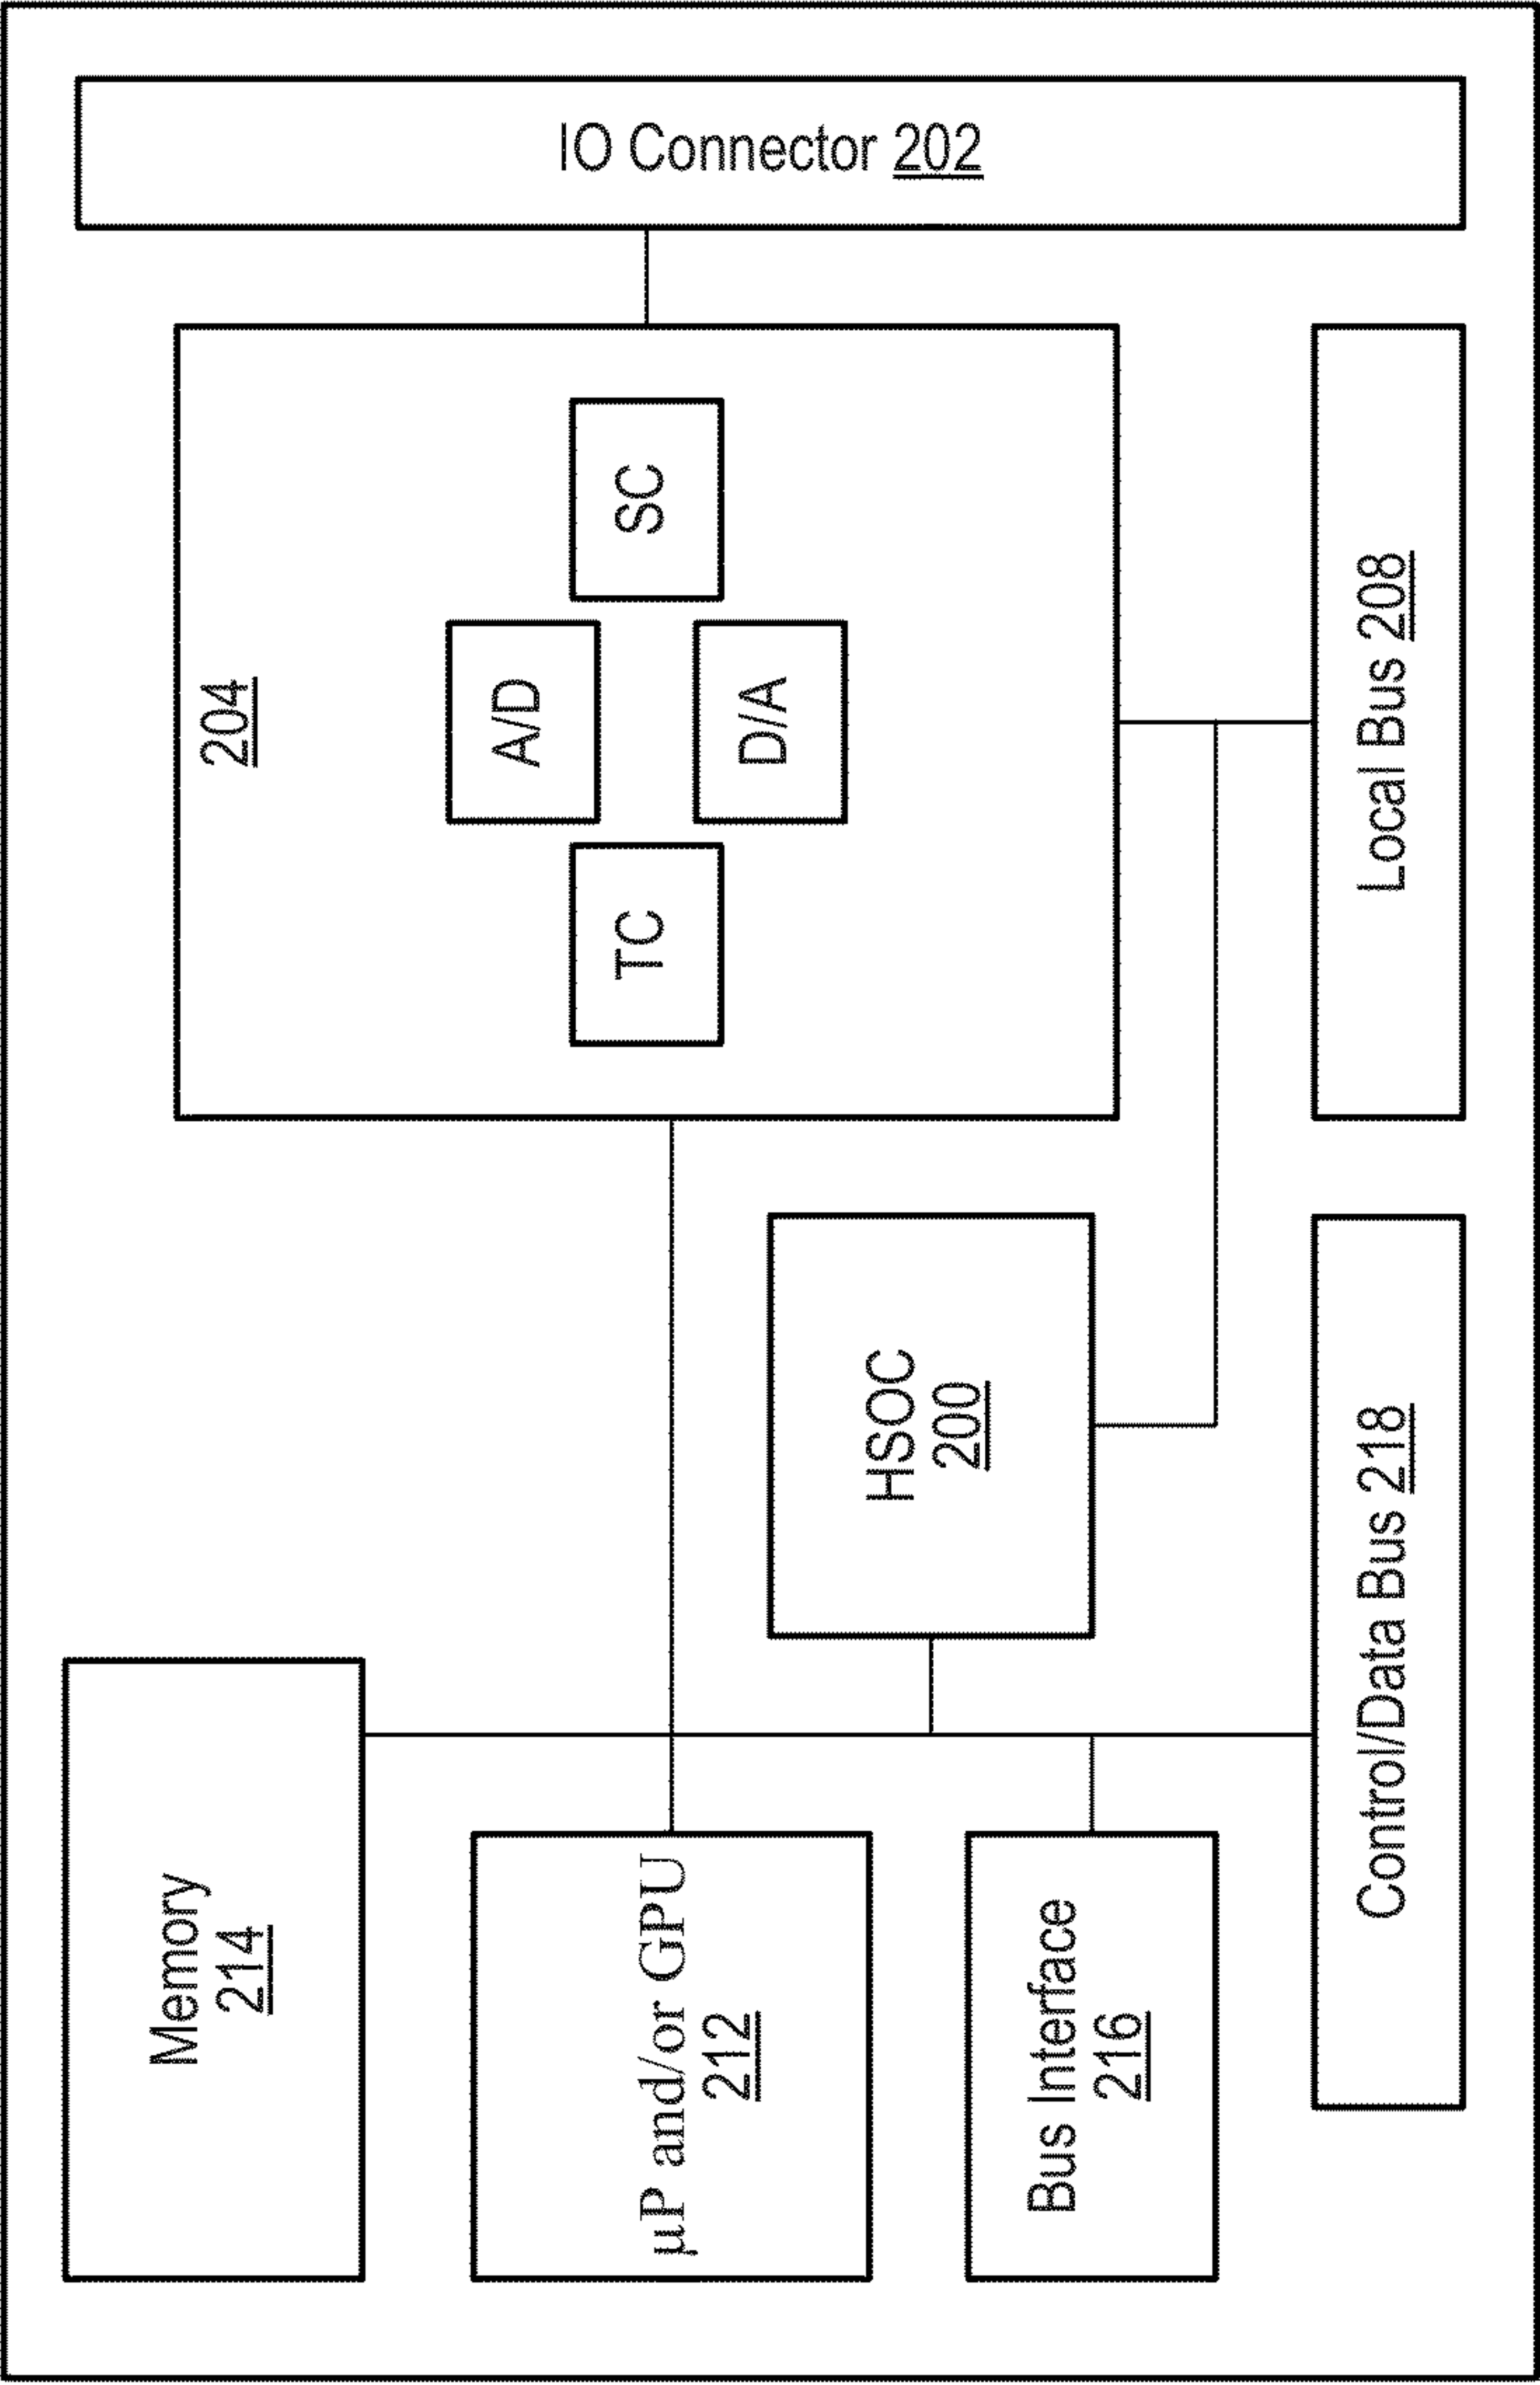 Memory
214
µP and/or GPU
212
Bus Interface
216
Control/Data Bus 218
HSOC
200
204
TC
A/D
D/A
SC
Local Bus 208
IO Connector 202